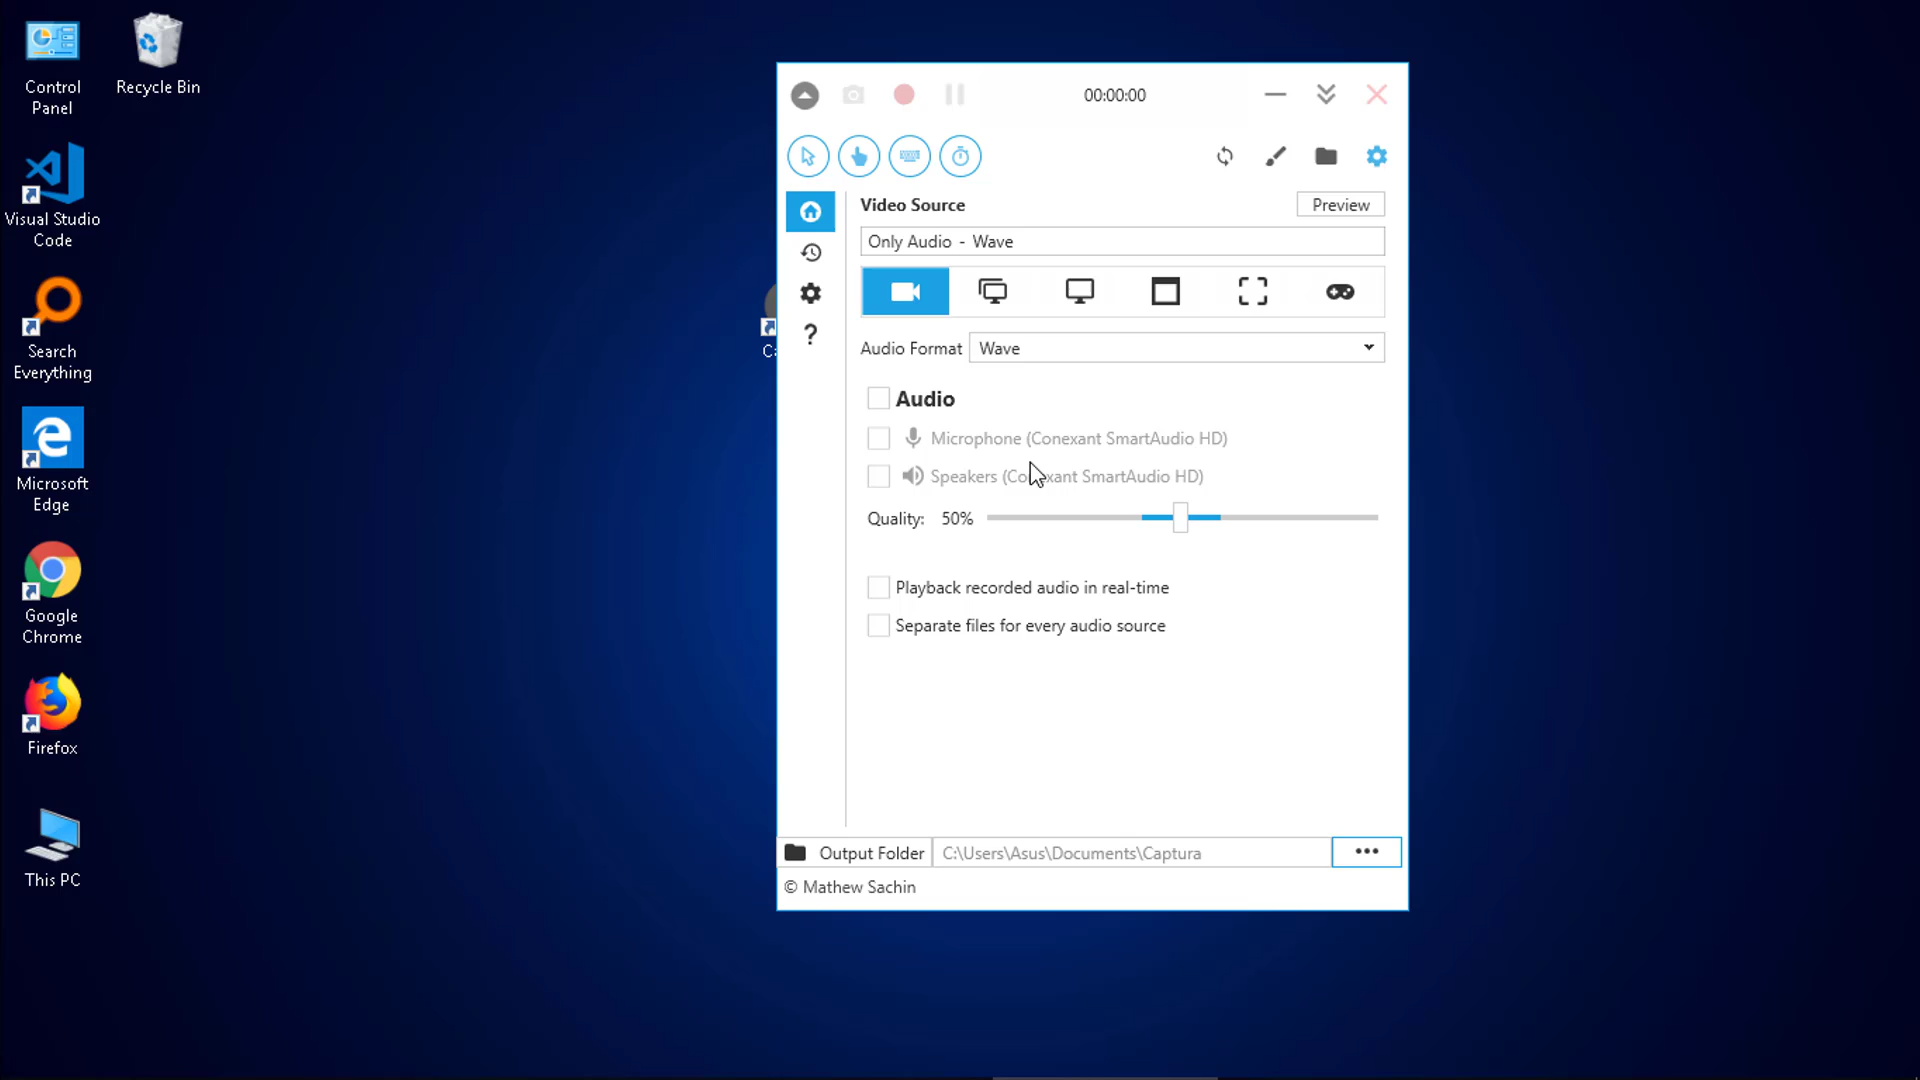 Control
Panel
Recycle Bin
Visual Studio
Code
Search
Everything
Microsoft
Edge
Google
Chrome
Firefox
This PC
00:00:00
Video Source
Preview
Only Audio - Wave
Audio Format
Wave
Audio
Microphone (Conexant SmartAudio HD)
Speakers (Conexant SmartAudio HD)
Quality: 50%
Playback recorded audio in real-time
Separate files for every audio source
Output Folder
C:\Users\Asus\Documents\Captura
© Mathew Sachin